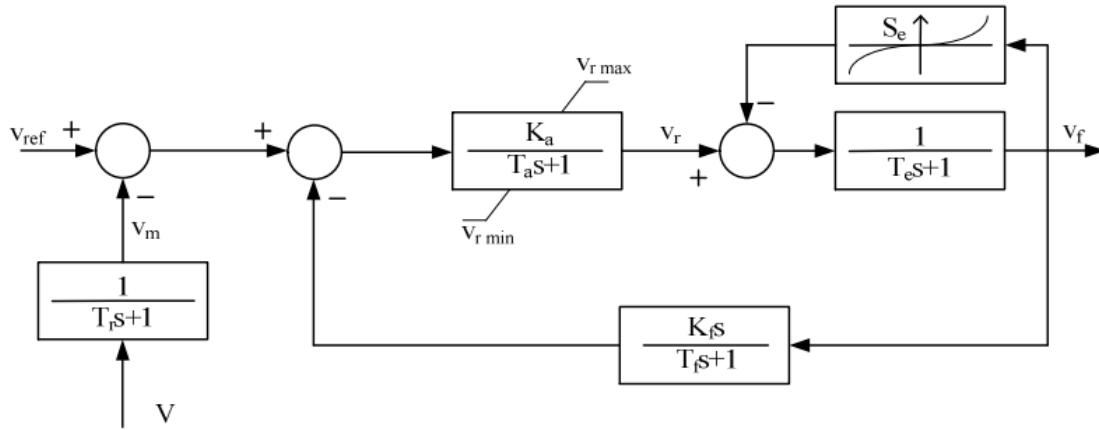 Sₑ
v_r max
v_ref + − + − K_a / T_a s+1 v_r + − 1 / T_e s+1 v_f
v_r min
v_m
1 / T_r s+1
K_f s / T_f s+1
V